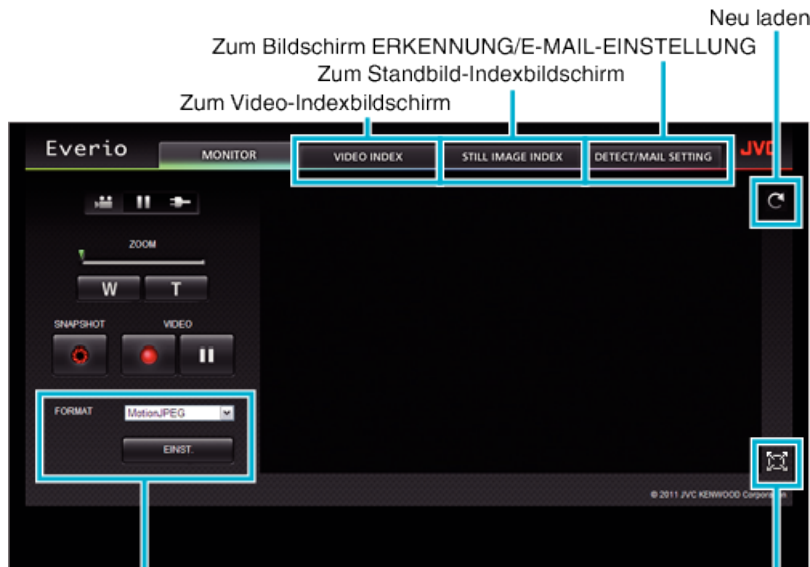 Neu laden
Zum Bildschirm ERKENNUNG/E-MAIL-EINSTELLUNG
Zum Standbild-Indexbildschirm
Zum Video-Indexbildschirm
Everio
MONITOR
VIDEO INDEX
STILL IMAGE INDEX
DETECT/MAIL SETTING
JVC
ZOOM
W T
SNAPSHOT VIDEO
FORMAT MotionJPEG
EINST.
© 2011 JVC KENWOOD Corporation